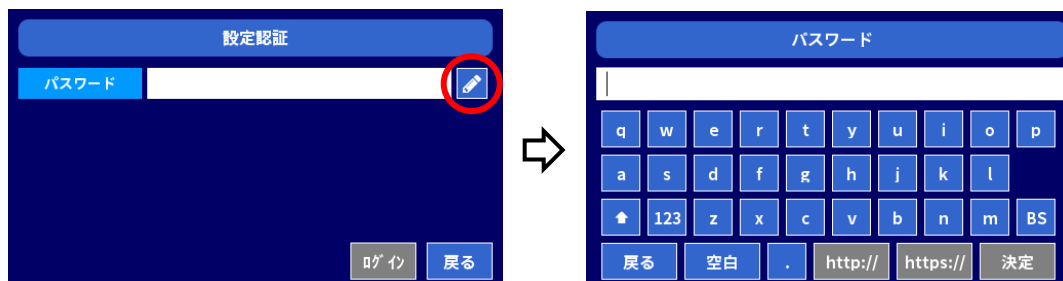 設定認証
パスワード
ﾛｸﾞｲﾝ 戻る
パスワード
q w e r t y u i o p
a s d f g h j k l
123 z x c v b n m BS
戻る 空白 . http:// https:// 決定